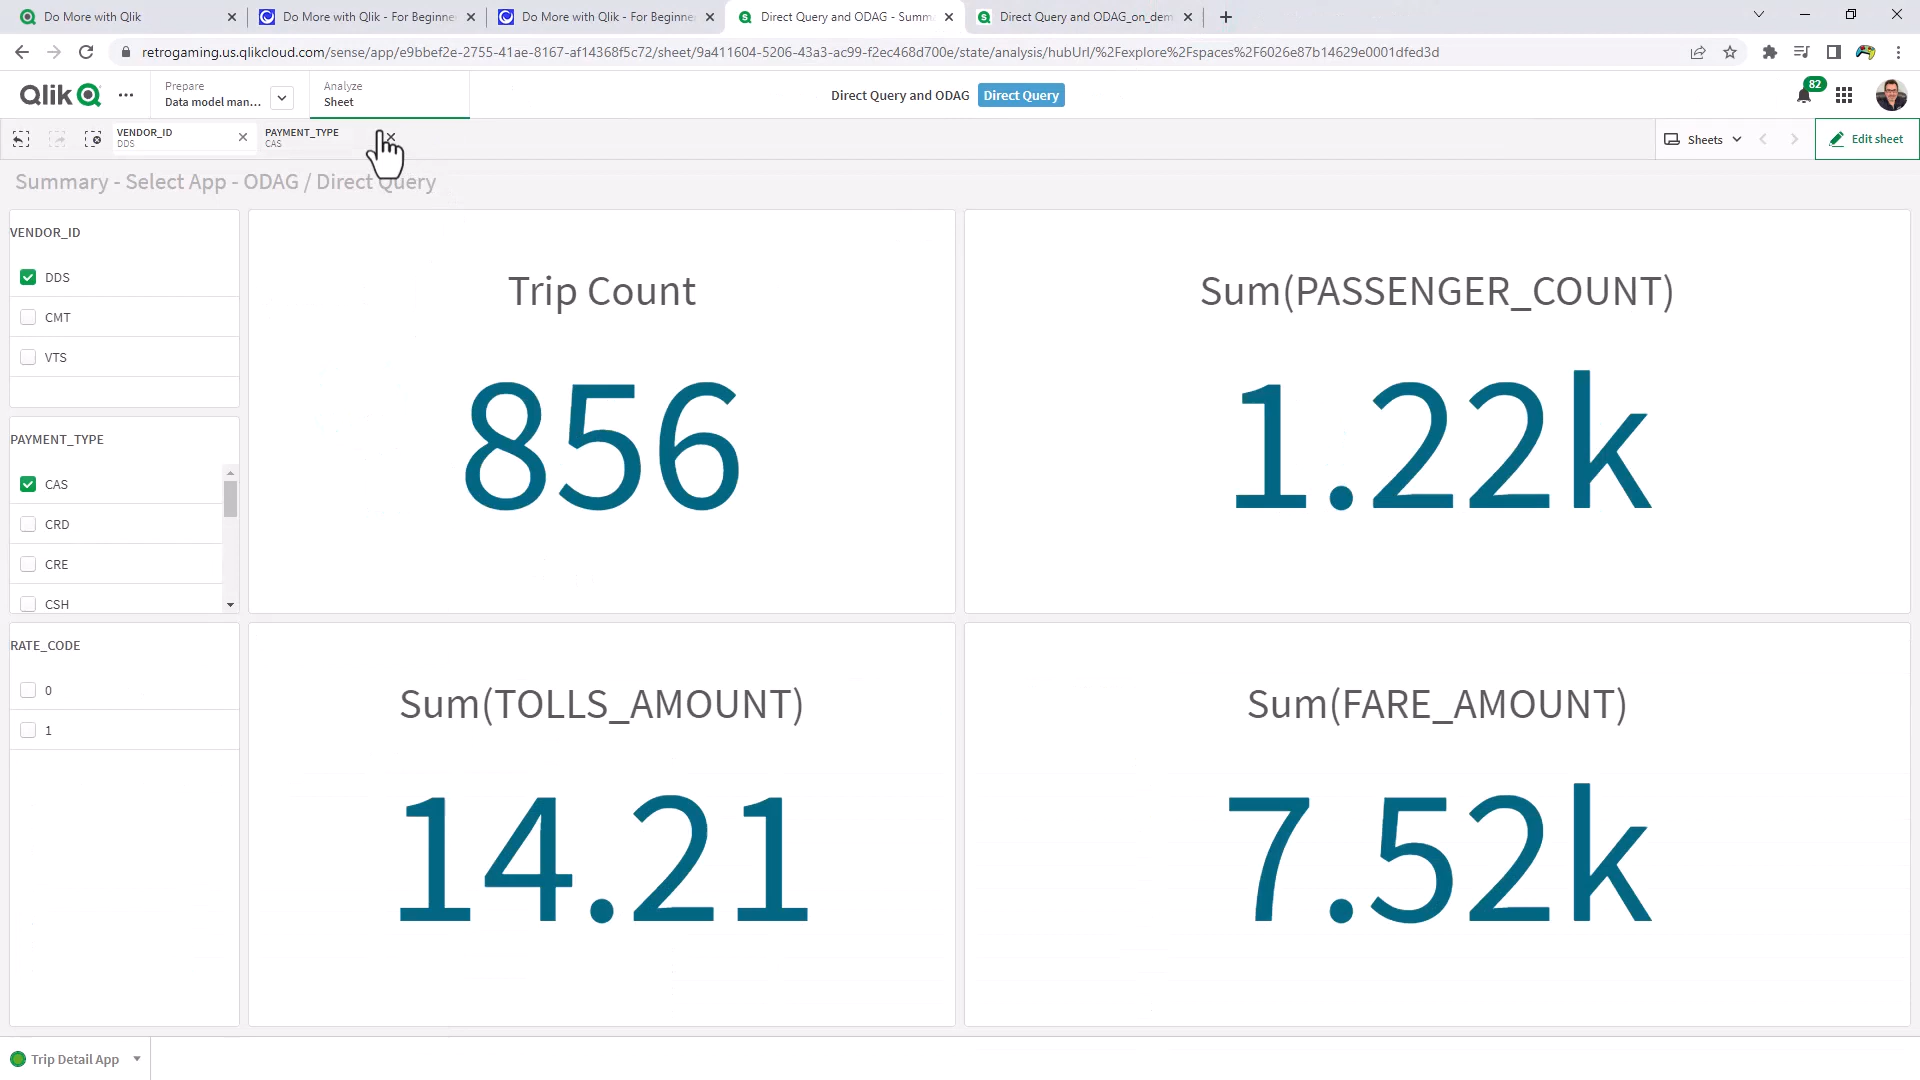 Do More with Qlik
Do More with Qlik - For Beginne
Do More with Qlik - For Beginne
Direct Query and ODAG - Summ
Direct Query and ODAG_on_dem
retrogaming.us.qlikcloud.com/sense/app/e9bbef2e-2755-41ae-8167-af14368f5c72/sheet/9a411604-5206-43a3-ac99-f2ec468d700e/state/analysis/hubUrl/%2Fexplore%2Fspaces%2F6026e87b14629e0001dfed3d
Qlik
Prepare
Data model man...
Analyze
Sheet
Direct Query and ODAG
Direct Query
82
VENDOR_ID
DDS
PAYMENT_TYPE
CAS
Sheets
Edit sheet
Summary - Select App - ODAG / Direct Query
VENDOR_ID
DDS
CMT
VTS
PAYMENT_TYPE
CAS
CRD
CRE
CSH
RATE_CODE
0
1
Trip Count
856
Sum(PASSENGER_COUNT)
1.22k
Sum(TOLLS_AMOUNT)
14.21
Sum(FARE_AMOUNT)
7.52k
Trip Detail App